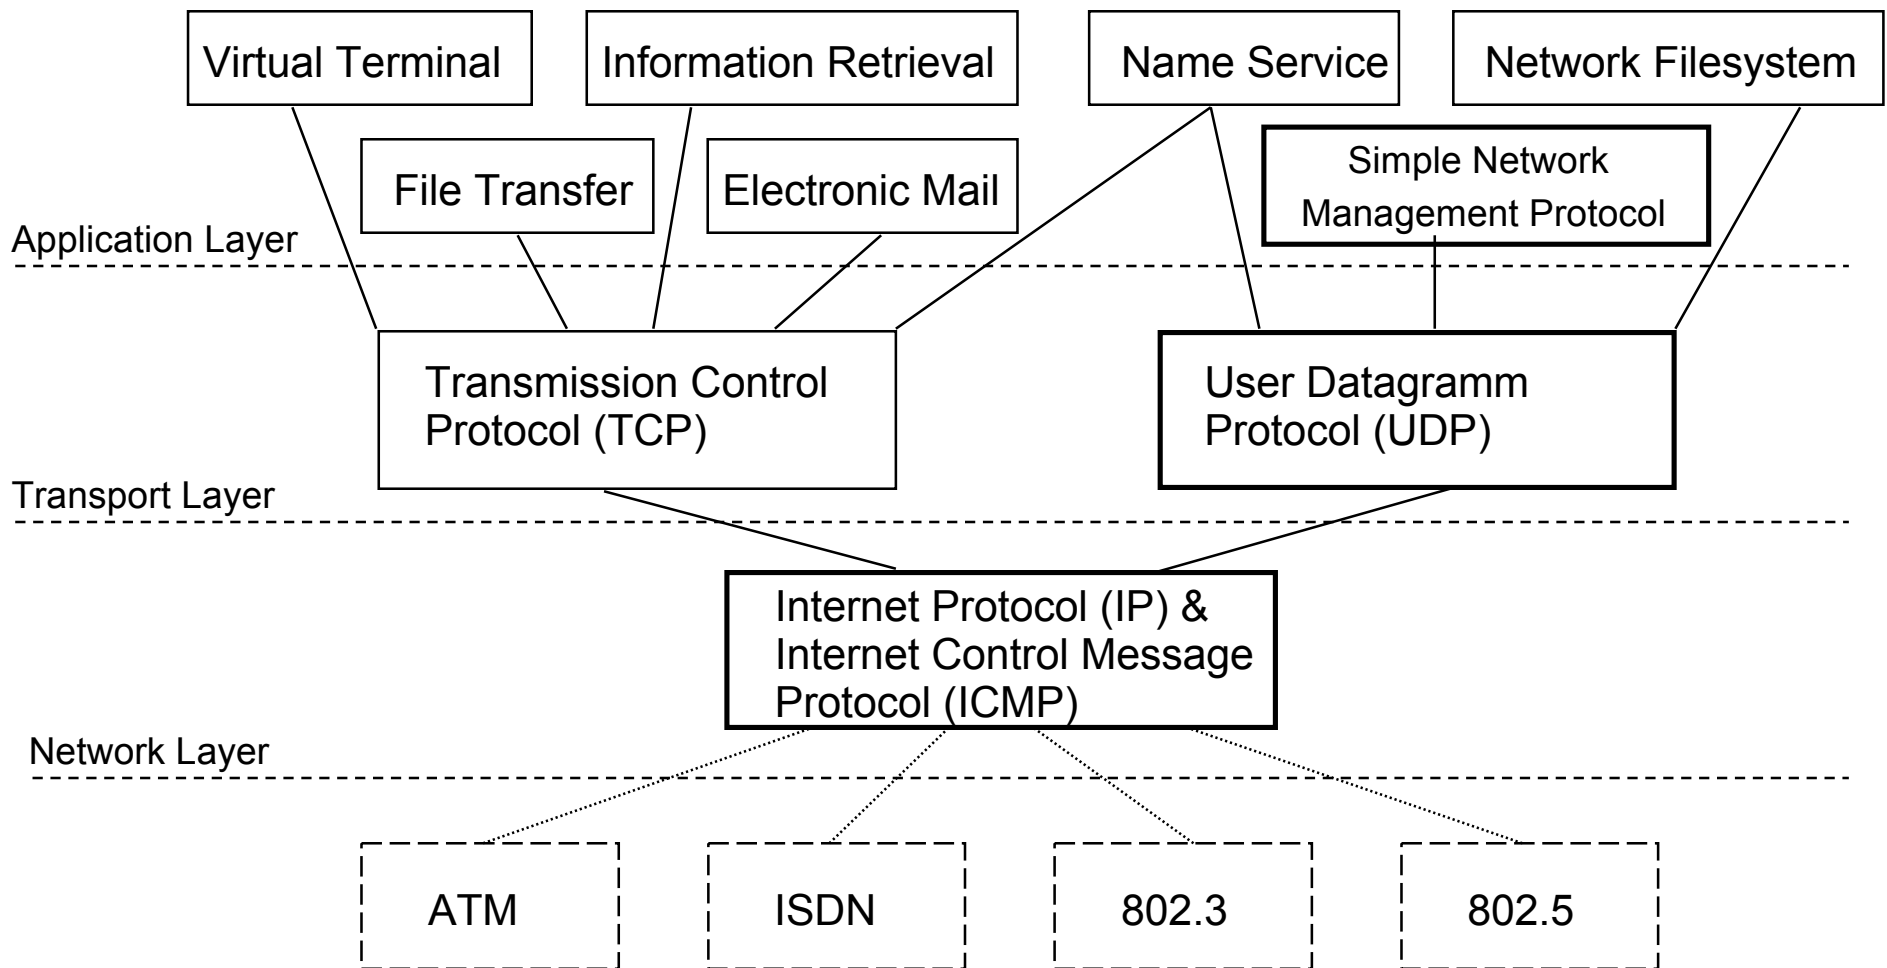 Virtual Terminal
Information Retrieval
Name Service
Network Filesystem
File Transfer
Electronic Mail
Simple Network
Management Protocol
Application Layer
Transmission Control
Protocol (TCP)
User Datagramm
Protocol (UDP)
Transport Layer
Internet Protocol (IP) &
Internet Control Message
Protocol (ICMP)
Network Layer
ATM
ISDN
802.3
802.5